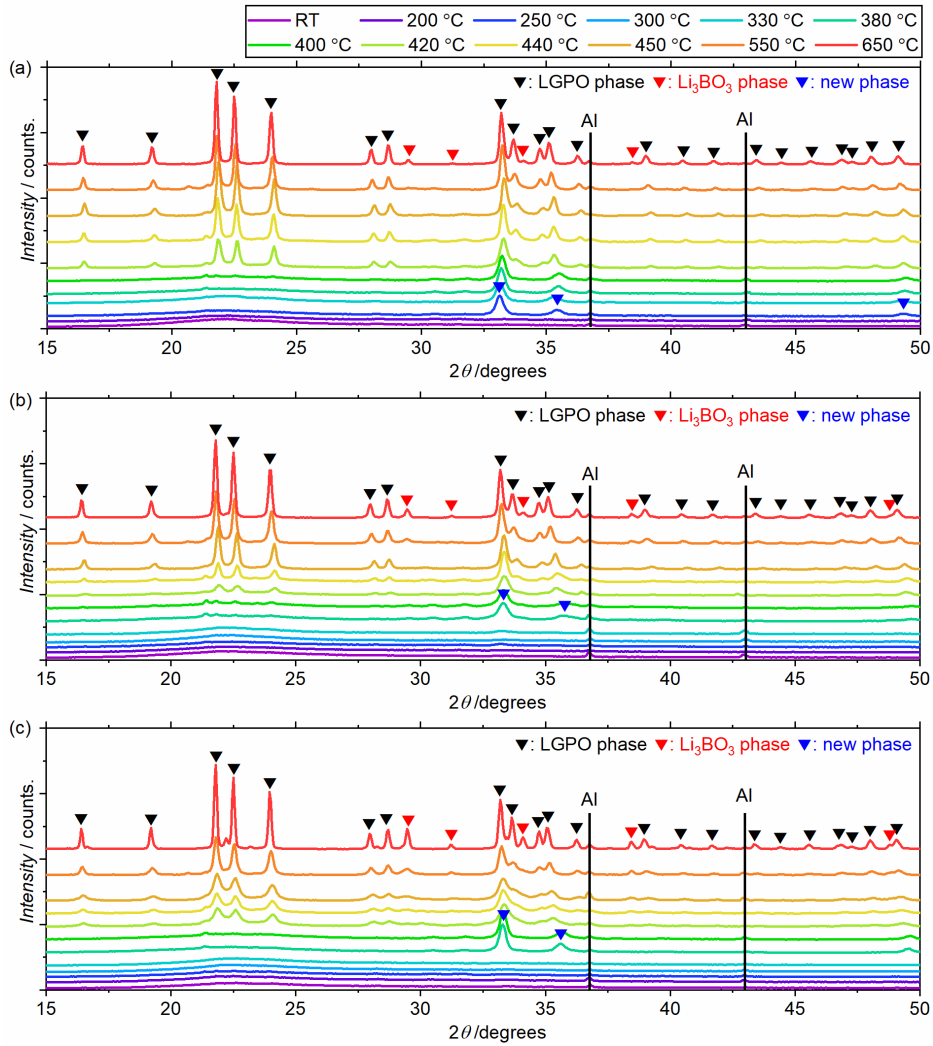 RT 200 °C 250 °C 300 °C 330 °C 380 °C
400 °C 420 °C 440 °C 450 °C 550 °C 650 °C
(a)
▼: LGPO phase ▼: Li₃BO₃ phase ▼: new phase
Al Al
Intensity / counts.
15 20 25 30 35 40 45 50
2θ /degrees
(b)
▼: LGPO phase ▼: Li₃BO₃ phase ▼: new phase
Al Al
Intensity / counts.
15 20 25 30 35 40 45 50
2θ /degrees
(c)
▼: LGPO phase ▼: Li₃BO₃ phase ▼: new phase
Al Al
Intensity / counts.
15 20 25 30 35 40 45 50
2θ /degrees